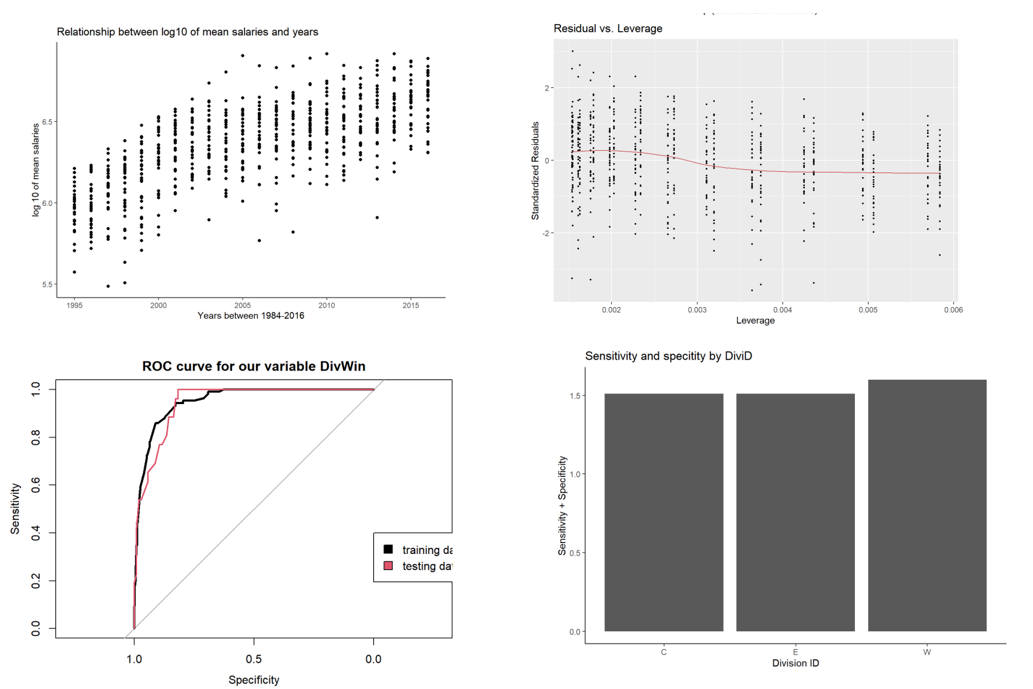 Relationship between log10 of mean salaries and years
log10 of mean salaries
6.5
6.0
5.5
1995
2000
2005
2010
2015
Years between 1984-2016
Residual vs. Leverage
Standardized Residuals
2
0
-2
0.002
0.003
0.004
0.005
0.006
Leverage
ROC curve for our variable DivWin
Sensitivity
1.0
0.8
0.6
0.4
0.2
0.0
training da
testing da
1.0
0.5
0.0
Specificity
Sensitivity and specitity by DiviD
Sensitivity + Specificity
1.5
1.0
0.5
0.0
C
E
W
Division ID